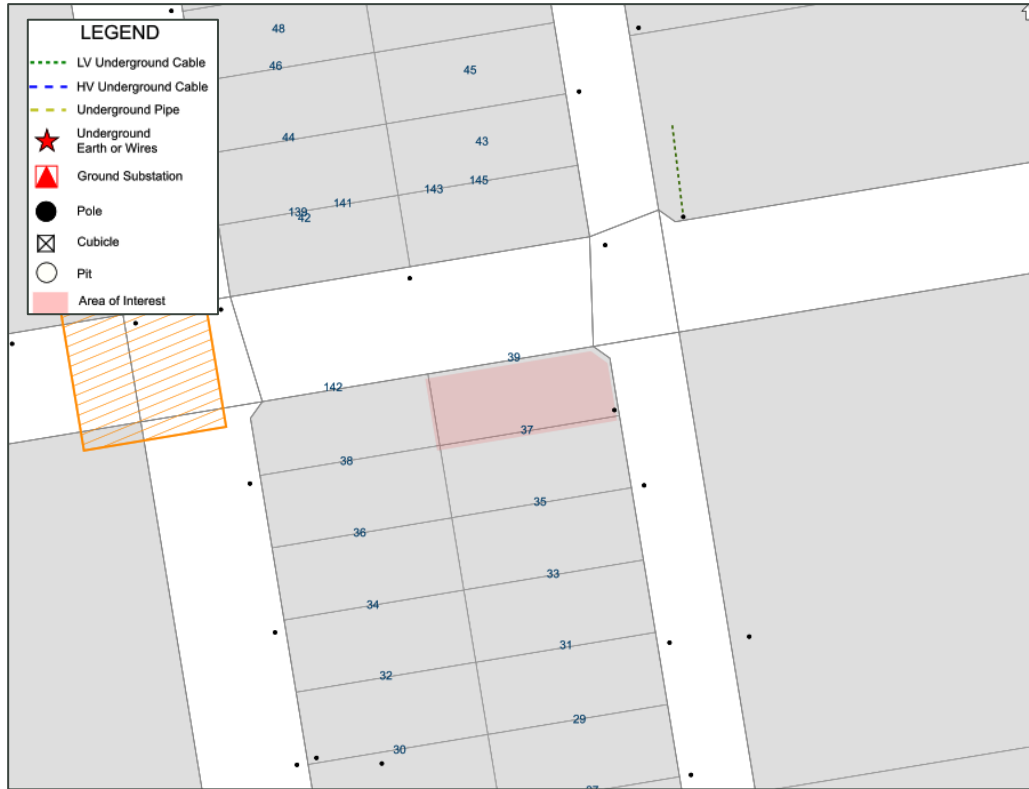 LEGEND
LV Underground Cable
HV Underground Cable
Underground Pipe
Underground
Earth or Wires
Ground Substation
Pole
Cubicle
Pit
Area of Interest
48
46
45
44
43
145
143
141
139
42
39
142
37
38
35
36
33
34
31
32
29
30
27